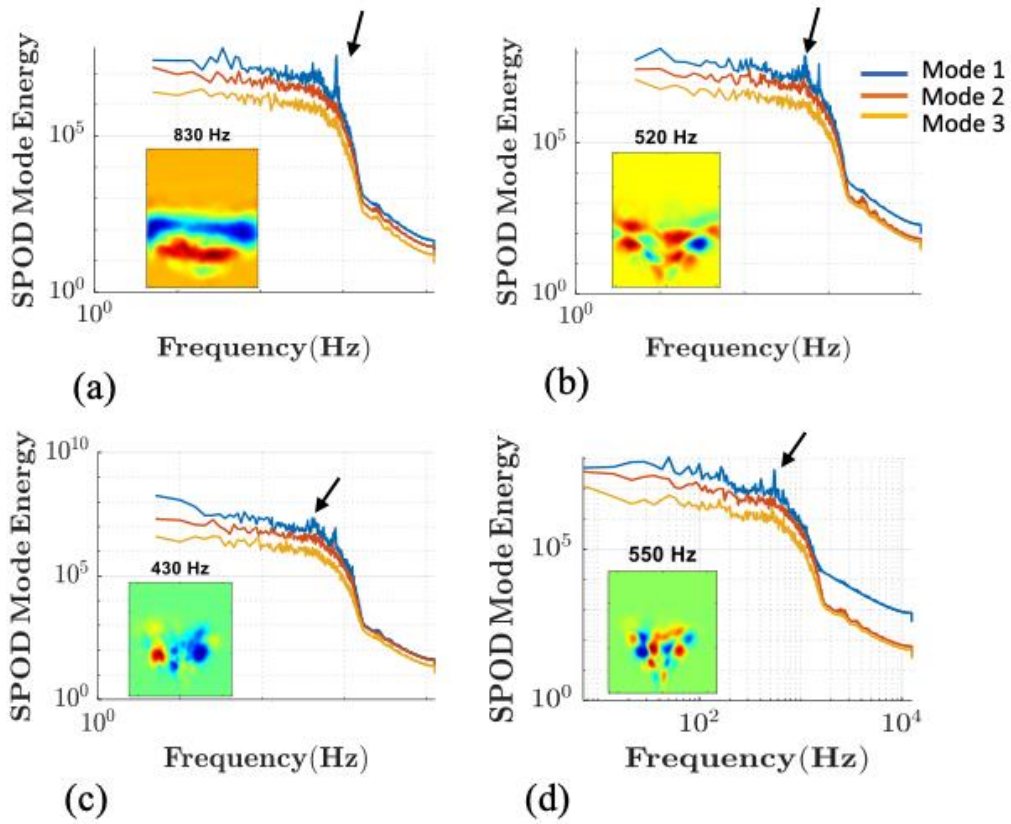 SPOD Mode Energy
10^5
10^0
10^0
830 Hz
Frequency(Hz)
(a)
SPOD Mode Energy
10^5
10^0
10^0
520 Hz
Mode 1
Mode 2
Mode 3
Frequency(Hz)
(b)
SPOD Mode Energy
10^10
10^5
10^0
10^0
430 Hz
Frequency(Hz)
(c)
SPOD Mode Energy
10^5
10^0
550 Hz
10^2
10^4
Frequency(Hz)
(d)